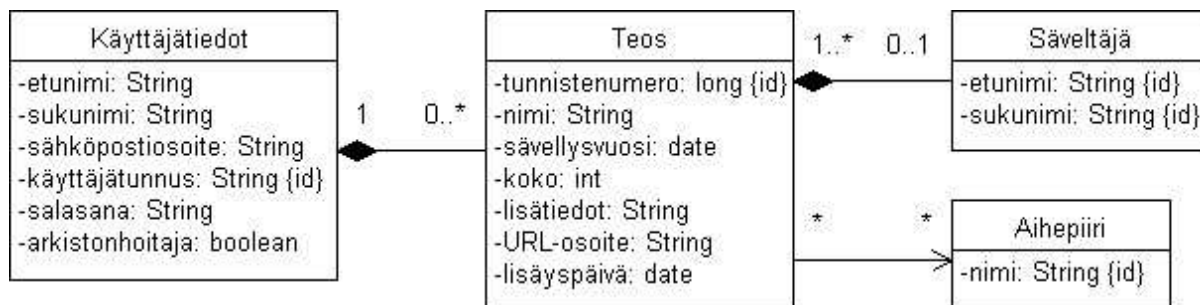 Käyttäjätiedot
-etunimi: String
-sukunimi: String
-sähköpostiosoite: String
-käyttäjätunnus: String {id}
-salasana: String
-arkistonhoitaja: boolean
1 0..*
Teos
-tunnistenumero: long {id}
-nimi: String
-sävellysvuosi: date
-koko: int
-lisätiedot: String
-URL-osoite: String
-lisäyspäivä: date
1..* 0..1
Säveltäjä
-etunimi: String {id}
-sukunimi: String {id}
* *
Aihepiiri
-nimi: String {id}